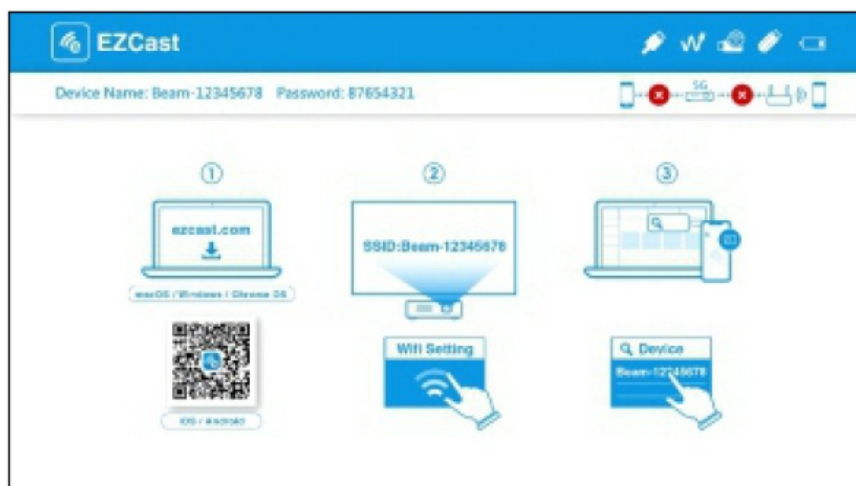 EZCast
Device Name: Beam-12345678 Password: 87654321
5G
①
②
③
ezcast.com
SSID:Beam-12345678
macOS / Windows / Chrome OS
Wifi Setting
Device
Beam-12345678
iOS / Android